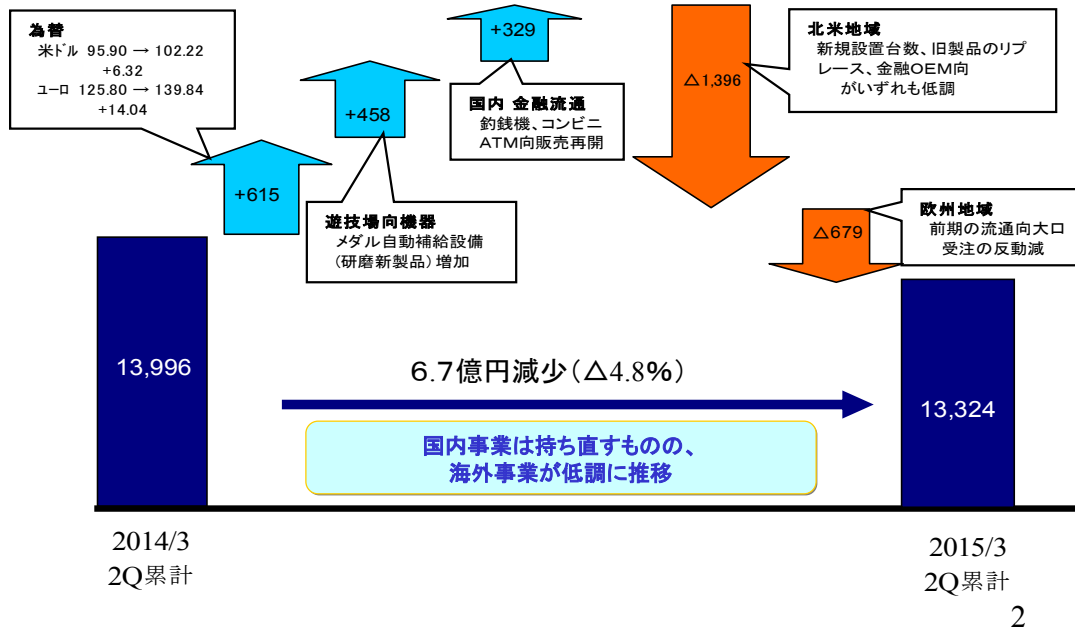 為替
米ドル 95.90 → 102.22
+6.32
ユーロ 125.80 → 139.84
+14.04
+615
+458
遊技場向機器
メダル自動補給設備
(研磨新製品) 増加
+329
国内 金融流通
釣銭機、コンビニ
ATM向販売再開
△1,396
北米地域
新規設置台数、旧製品のリプ
レース、金融OEM向
がいずれも低調
△679
欧州地域
前期の流通向大口
受注の反動減
13,996
6.7億円減少(△4.8%)
国内事業は持ち直すものの、
海外事業が低調に推移
13,324
2014/3
2Q累計
2015/3
2Q累計
2